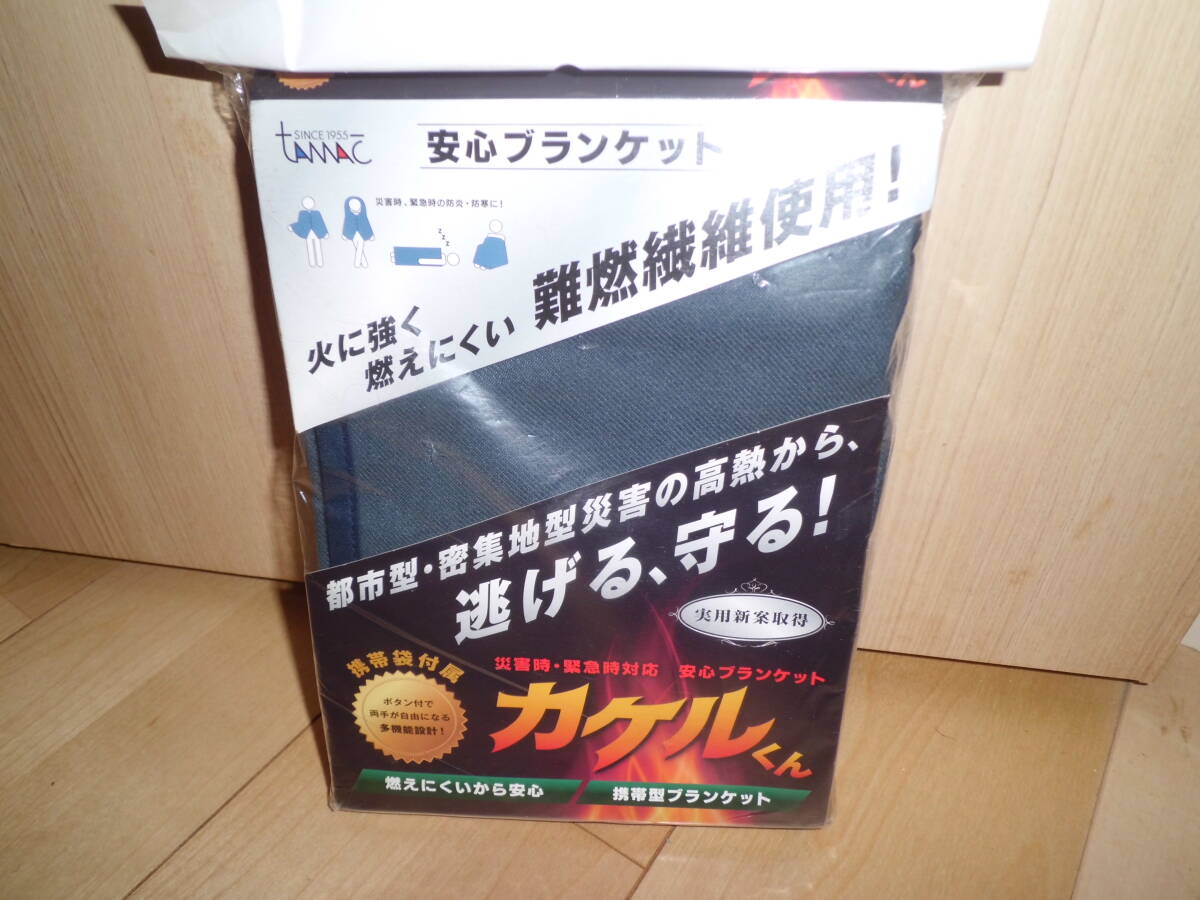 SINCE 1955
tamac
安心ブランケット
災害時、緊急時の防炎・防寒に!
z z z
火に強く
燃えにくい
難燃繊維使用!
都市型・密集地型災害の高熱から、
逃げる、守る!
実用新案取得
携帯袋付属
ボタン付で
両手が自由になる
多機能設計!
災害時・緊急時対応 安心ブランケット
カケルくん
燃えにくいから安心
携帯型ブランケット